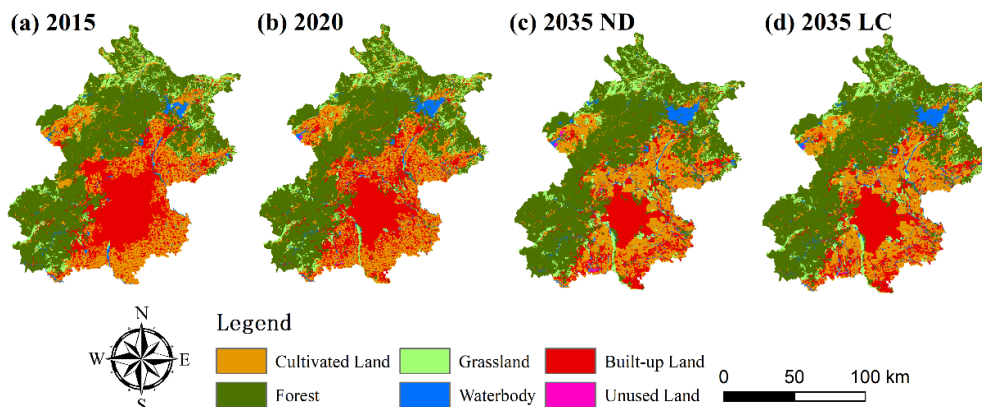 (a) 2015
(b) 2020
(c) 2035 ND
(d) 2035 LC
N
W E
S
Legend
Cultivated Land
Grassland
Built-up Land
Forest
Waterbody
Unused Land
0 50 100 km